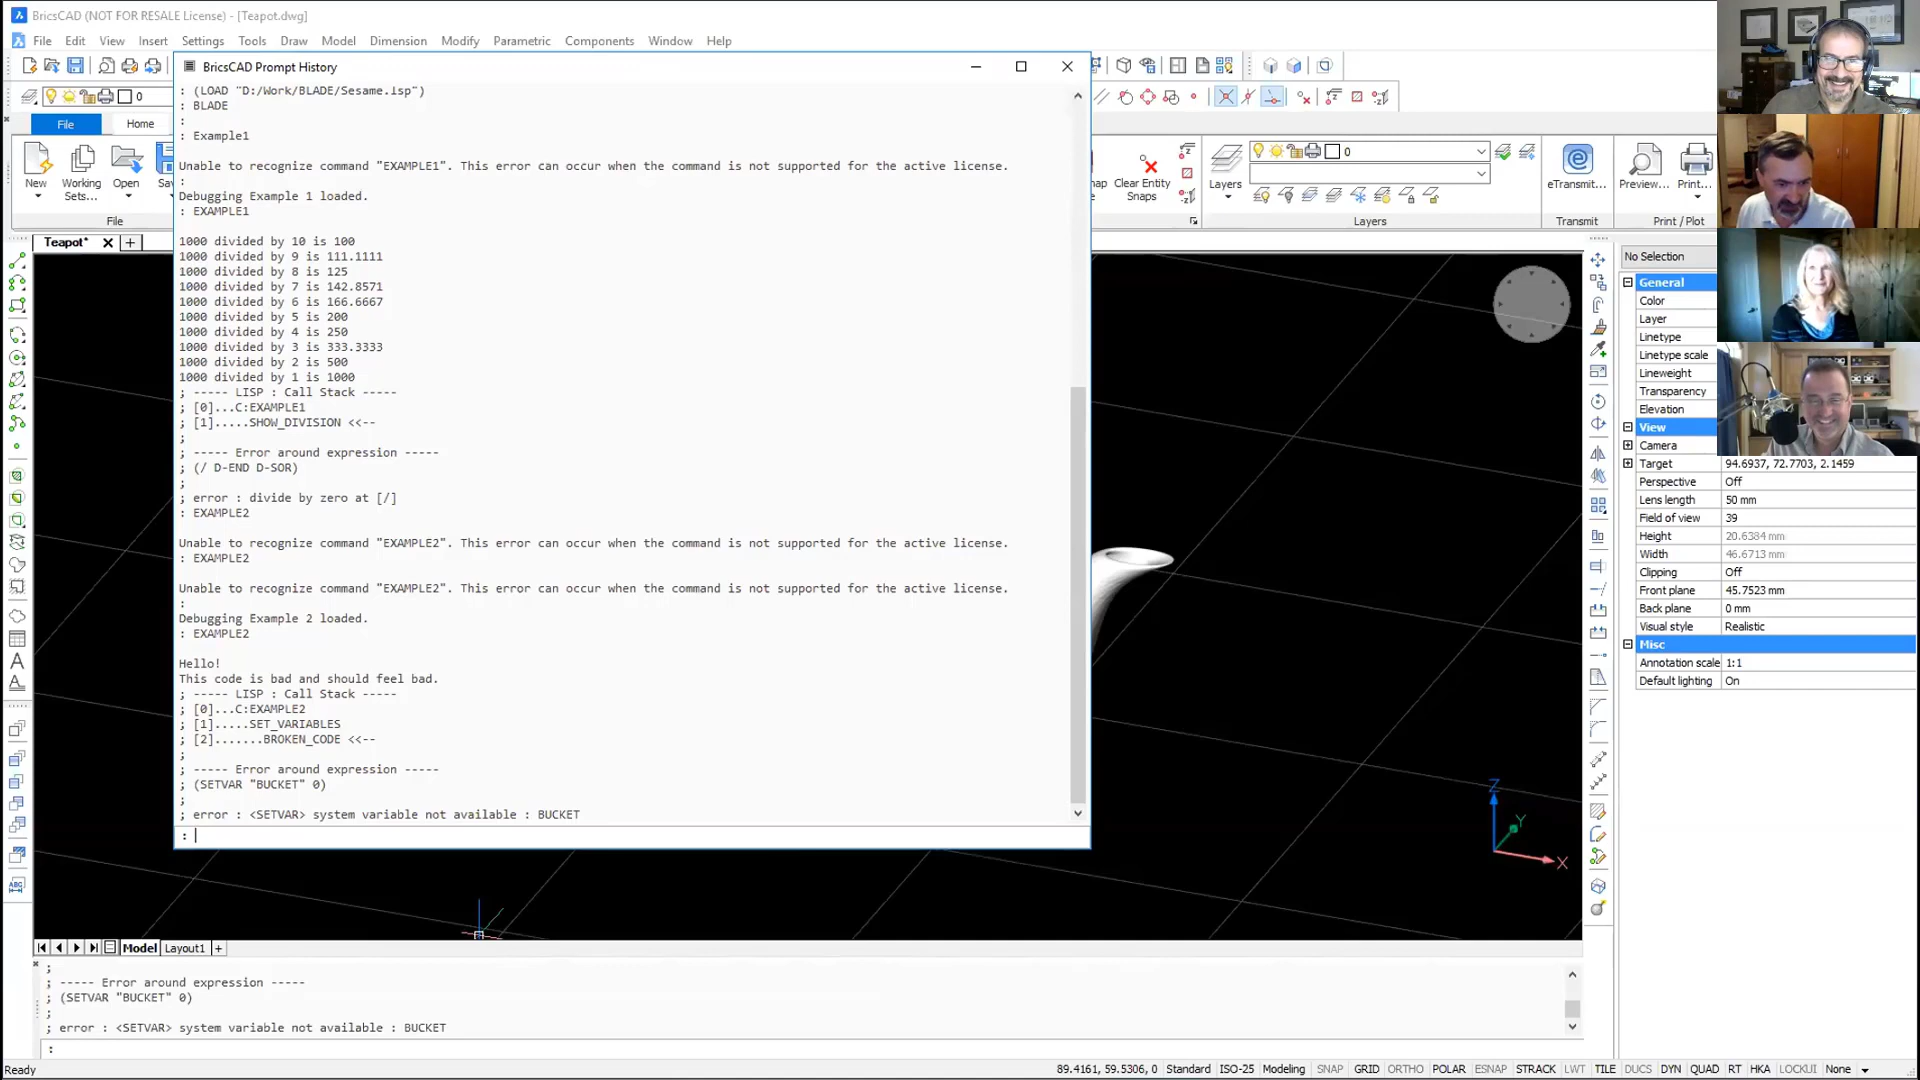 BricsCAD (NOT FOR RESALE License) - [Teapot.dwg]
File Edit View Insert Settings Tools Draw Model Dimension Modify Parametric Components Window Help
BricsCAD Prompt History
: (LOAD "D:/Work/BLADE/Sesame.lsp")
: BLADE
:
: Example1
Unable to recognize command "EXAMPLE1". This error can occur when the command is not supported for the active license.
:
Debugging Example 1 loaded.
: EXAMPLE1
1000 divided by 10 is 100
1000 divided by 9 is 111.1111
1000 divided by 8 is 125
1000 divided by 7 is 142.8571
1000 divided by 6 is 166.6667
1000 divided by 5 is 200
1000 divided by 4 is 250
1000 divided by 3 is 333.3333
1000 divided by 2 is 500
1000 divided by 1 is 1000
; ----- LISP : Call Stack -----
; [0]...C:EXAMPLE1
; [1].....SHOW_DIVISION <<--
;
; ----- Error around expression -----
; (/ D-END D-SOR)
;
; error : divide by zero at [/]
: EXAMPLE2
Unable to recognize command "EXAMPLE2". This error can occur when the command is not supported for the active license.
: EXAMPLE2
Unable to recognize command "EXAMPLE2". This error can occur when the command is not supported for the active license.
:
Debugging Example 2 loaded.
: EXAMPLE2
Hello!
This code is bad and should feel bad.
; ----- LISP : Call Stack -----
; [0]...C:EXAMPLE2
; [1].....SET_VARIABLES
; [2].......BROKEN_CODE <<--
;
; ----- Error around expression -----
; (SETVAR "BUCKET" 0)
;
; error : <SETVAR> system variable not available : BUCKET
:
0
File Home
New
Working
Sets...
Open
Sav
File
Teapot*
Clear Entity
Snaps
Layers
0
Layers
eTransmit...
Transmit
Preview...
Print...
Print / Plot
No Selection
General
Color
Layer
Linetype
Linetype scale
Lineweight
Transparency
Elevation
View
Camera
Target 94.6937, 72.7703, 2.1459
Perspective Off
Lens length 50 mm
Field of view 39
Height 20.6384 mm
Width 46.6713 mm
Clipping Off
Front plane 45.7523 mm
Back plane 0 mm
Visual style Realistic
Misc
Annotation scale 1:1
Default lighting On
Z
Y
X
Model Layout1 +
;
; ----- Error around expression -----
; (SETVAR "BUCKET" 0)
;
; error : <SETVAR> system variable not available : BUCKET
:
Ready
89.4161, 59.5306, 0 Standard ISO-25 Modeling SNAP GRID ORTHO POLAR ESNAP STRACK LWT TILE DUCS DYN QUAD RT HKA LOCKUI None